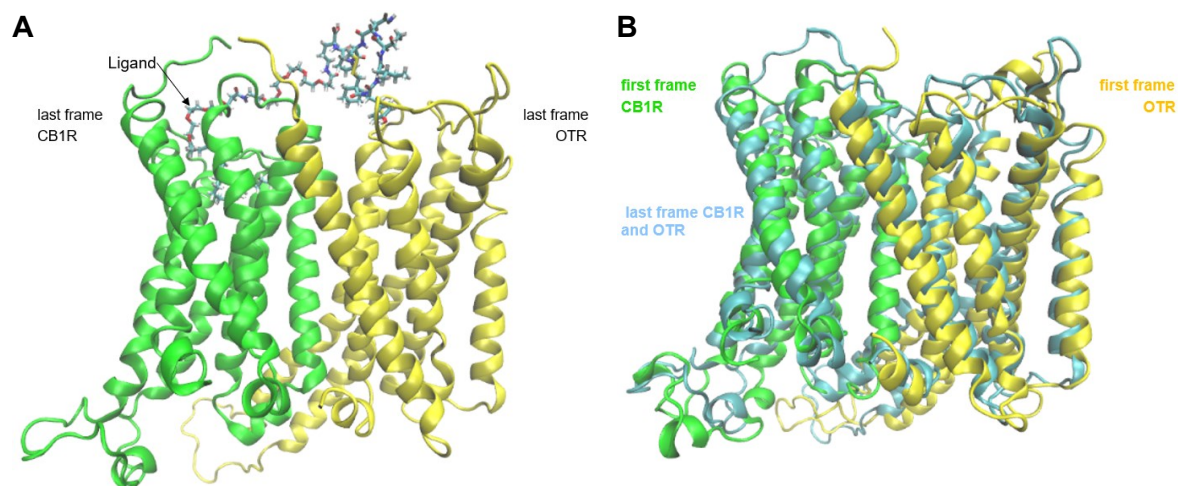 A
Ligand
last frame
CB1R
last frame
OTR
B
first frame
CB1R
first frame
OTR
last frame CB1R
and OTR